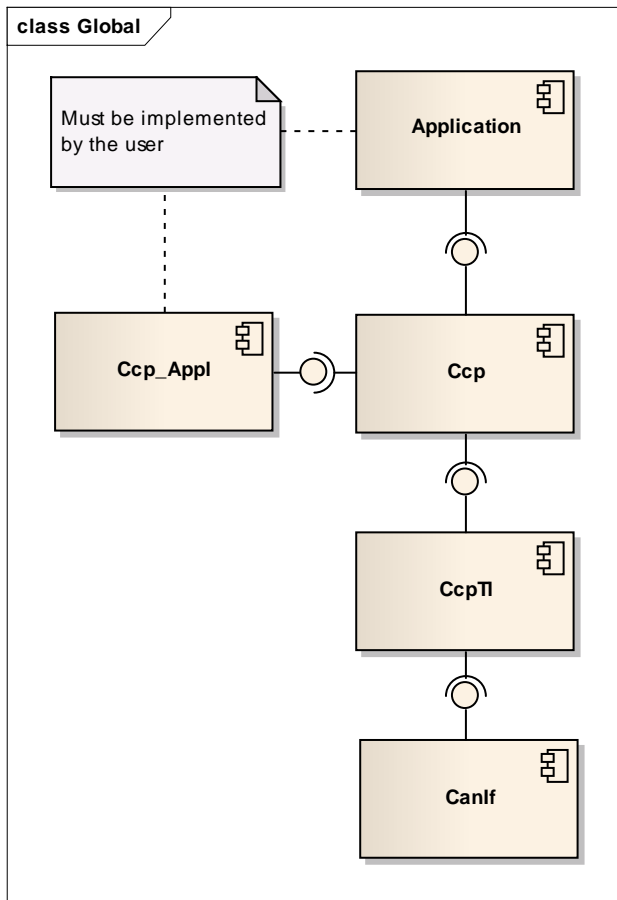 class Global
Must be implemented
by the user
Application
Ccp_Appl
Ccp
CcpTl
CanIf